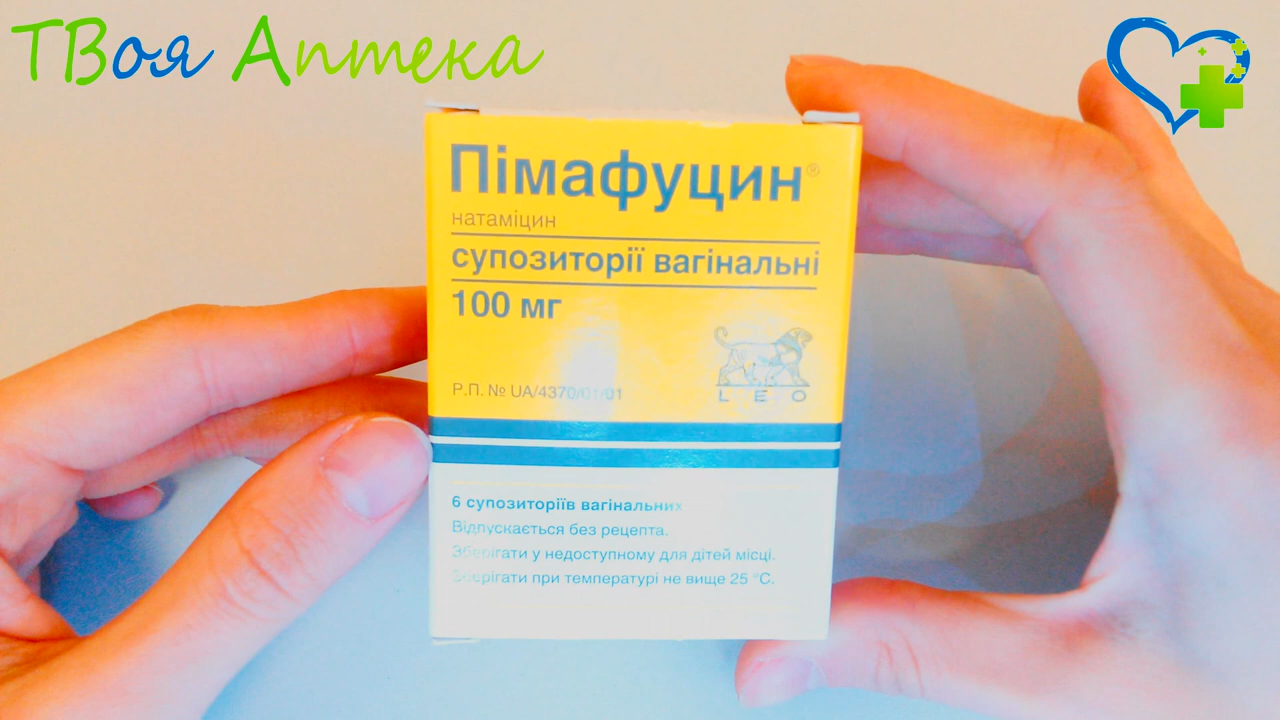 ТВоя Аптека
Пімафуцин®
натаміцин
супозиторії вагінальні
100 мг
Р.П. № UA/4370/01/01
LEO
6 супозиторіїв вагінальних
Відпускається без рецепта.
Зберігати у недоступному для дітей місці.
Зберігати при температурі не вище 25 °C.